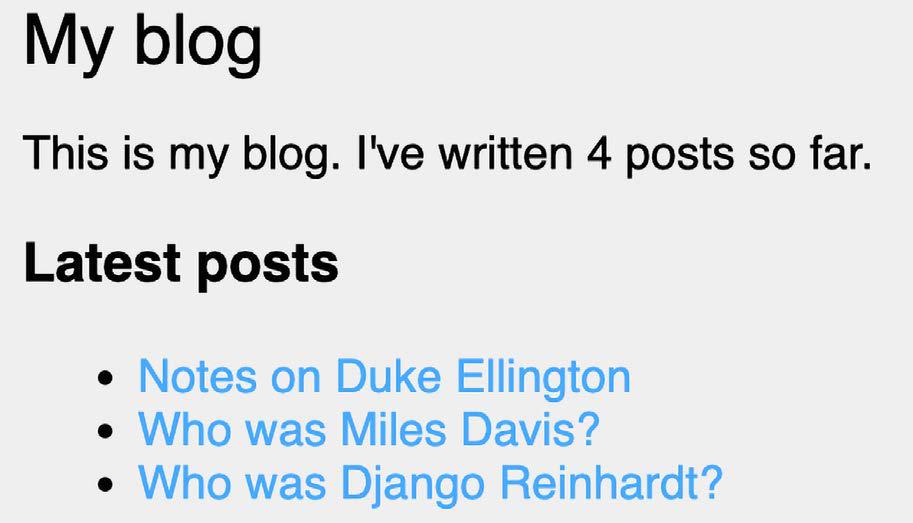 My blog
This is my blog. I've written 4 posts so far.
Latest posts
Notes on Duke Ellington
Who was Miles Davis?
Who was Django Reinhardt?